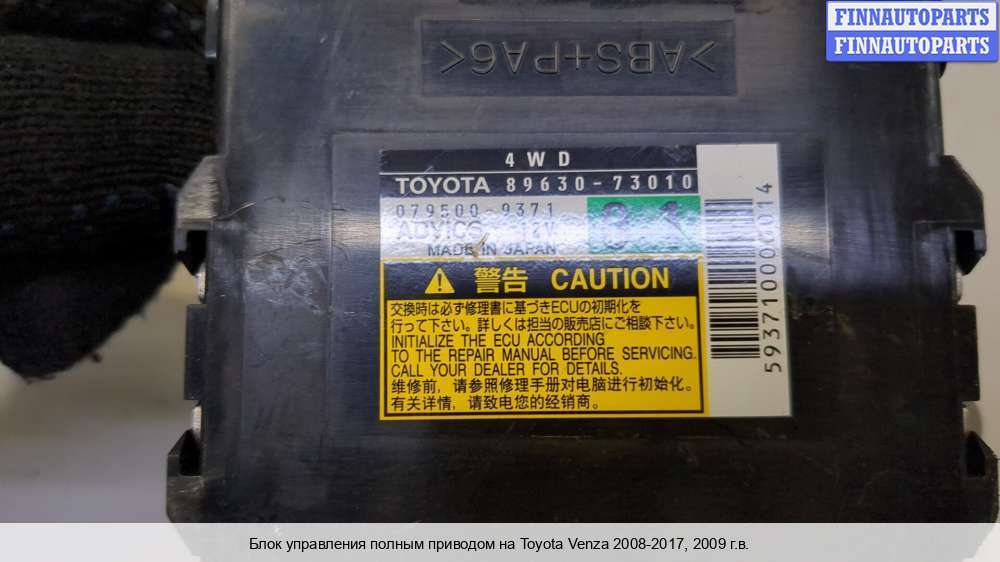 FINNAUTOPARTS
FINNAUTOPARTS
>ABS+PA6<
4WD
TOYOTA 89630-73010
079500-9371
ADVICS 12V
MADE IN JAPAN
警告 CAUTION
交換時は必ず修理書に基づきECUの初期化を
行って下さい。詳しくは担当の販売店にご相談下さい。
INITIALIZE THE ECU ACCORDING
TO THE REPAIR MANUAL BEFORE SERVICING.
CALL YOUR DEALER FOR DETAILS.
维修前，请参照修理手册对电脑进行初始化。
有关详情，请致电您的经销商。
593710000014
Блок управления полным приводом на Toyota Venza 2008-2017, 2009 г.в.